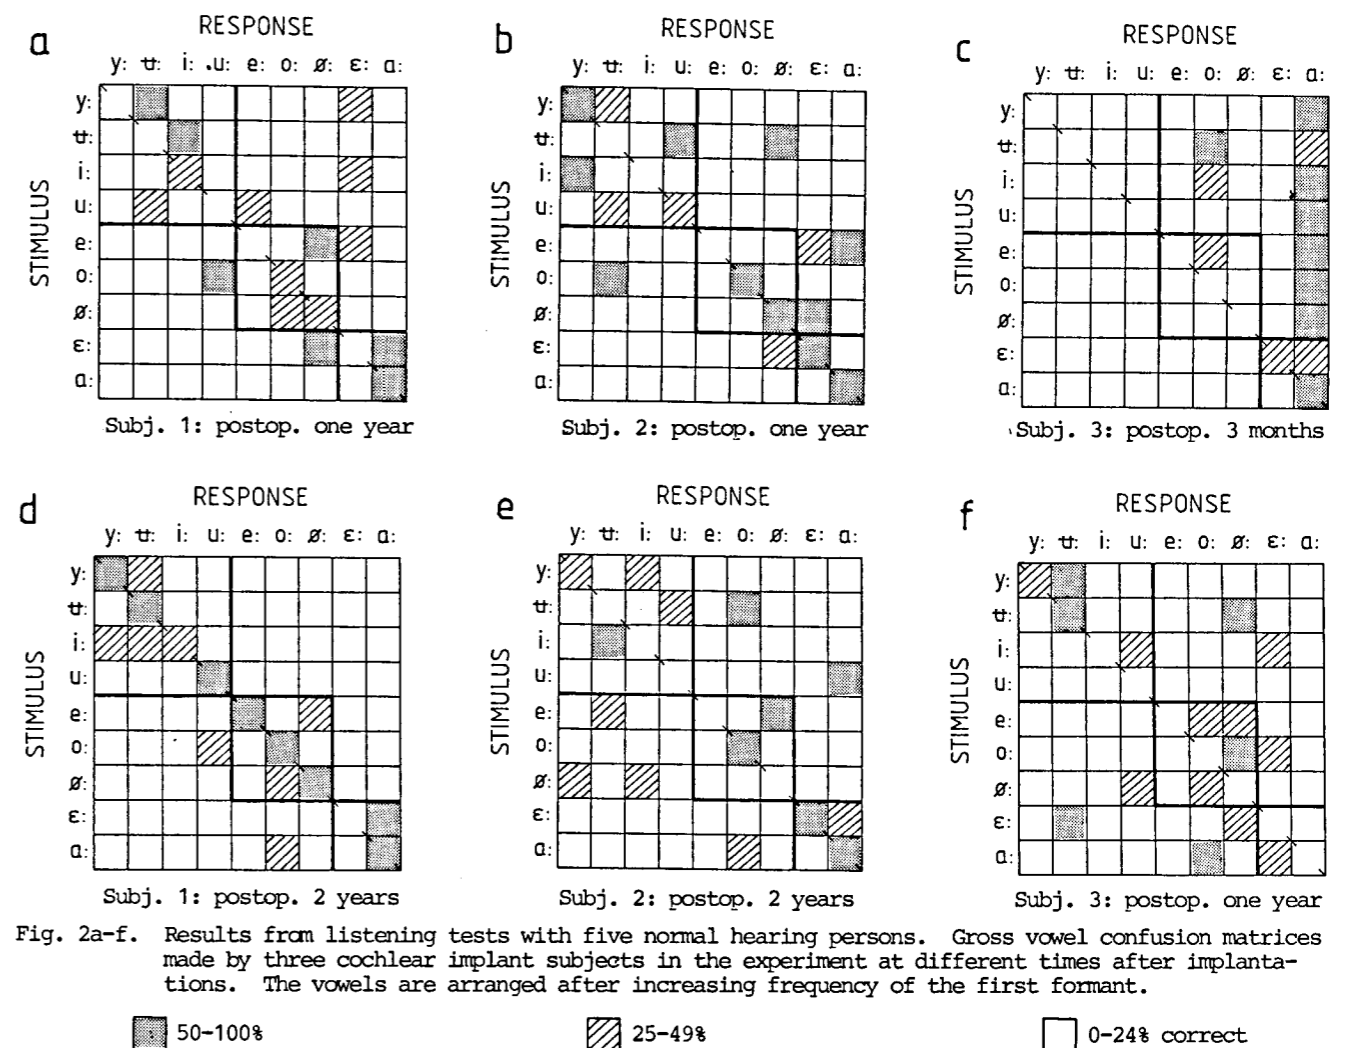 a
RESPONSE
y: ʉ: i: u: e: o: ø: ɛ: ɑ:
STIMULUS
y:
ʉ:
i:
u:
e:
o:
ø:
ɛ:
ɑ:
Subj. 1: postop. one year
b
RESPONSE
y: ʉ: i: u: e: o: ø: ɛ: ɑ:
STIMULUS
y:
ʉ:
i:
u:
e:
o:
ø:
ɛ:
ɑ:
Subj. 2: postop. one year
c
RESPONSE
y: ʉ: i: u: e: o: ø: ɛ: ɑ:
STIMULUS
y:
ʉ:
i:
u:
e:
o:
ø:
ɛ:
ɑ:
Subj. 3: postop. 3 months
d
RESPONSE
y: ʉ: i: u: e: o: ø: ɛ: ɑ:
STIMULUS
y:
ʉ:
i:
u:
e:
o:
ø:
ɛ:
ɑ:
Subj. 1: postop. 2 years
e
RESPONSE
y: ʉ: i: u: e: o: ø: ɛ: ɑ:
STIMULUS
y:
ʉ:
i:
u:
e:
o:
ø:
ɛ:
ɑ:
Subj. 2: postop. 2 years
f
RESPONSE
y: ʉ: i: u: e: o: ø: ɛ: ɑ:
STIMULUS
y:
ʉ:
i:
u:
e:
o:
ø:
ɛ:
ɑ:
Subj. 3: postop. one year
Fig. 2a-f. Results from listening tests with five normal hearing persons. Gross vowel confusion matrices
made by three cochlear implant subjects in the experiment at different times after implanta-
tions. The vowels are arranged after increasing frequency of the first formant.
50-100% 25-49% 0-24% correct